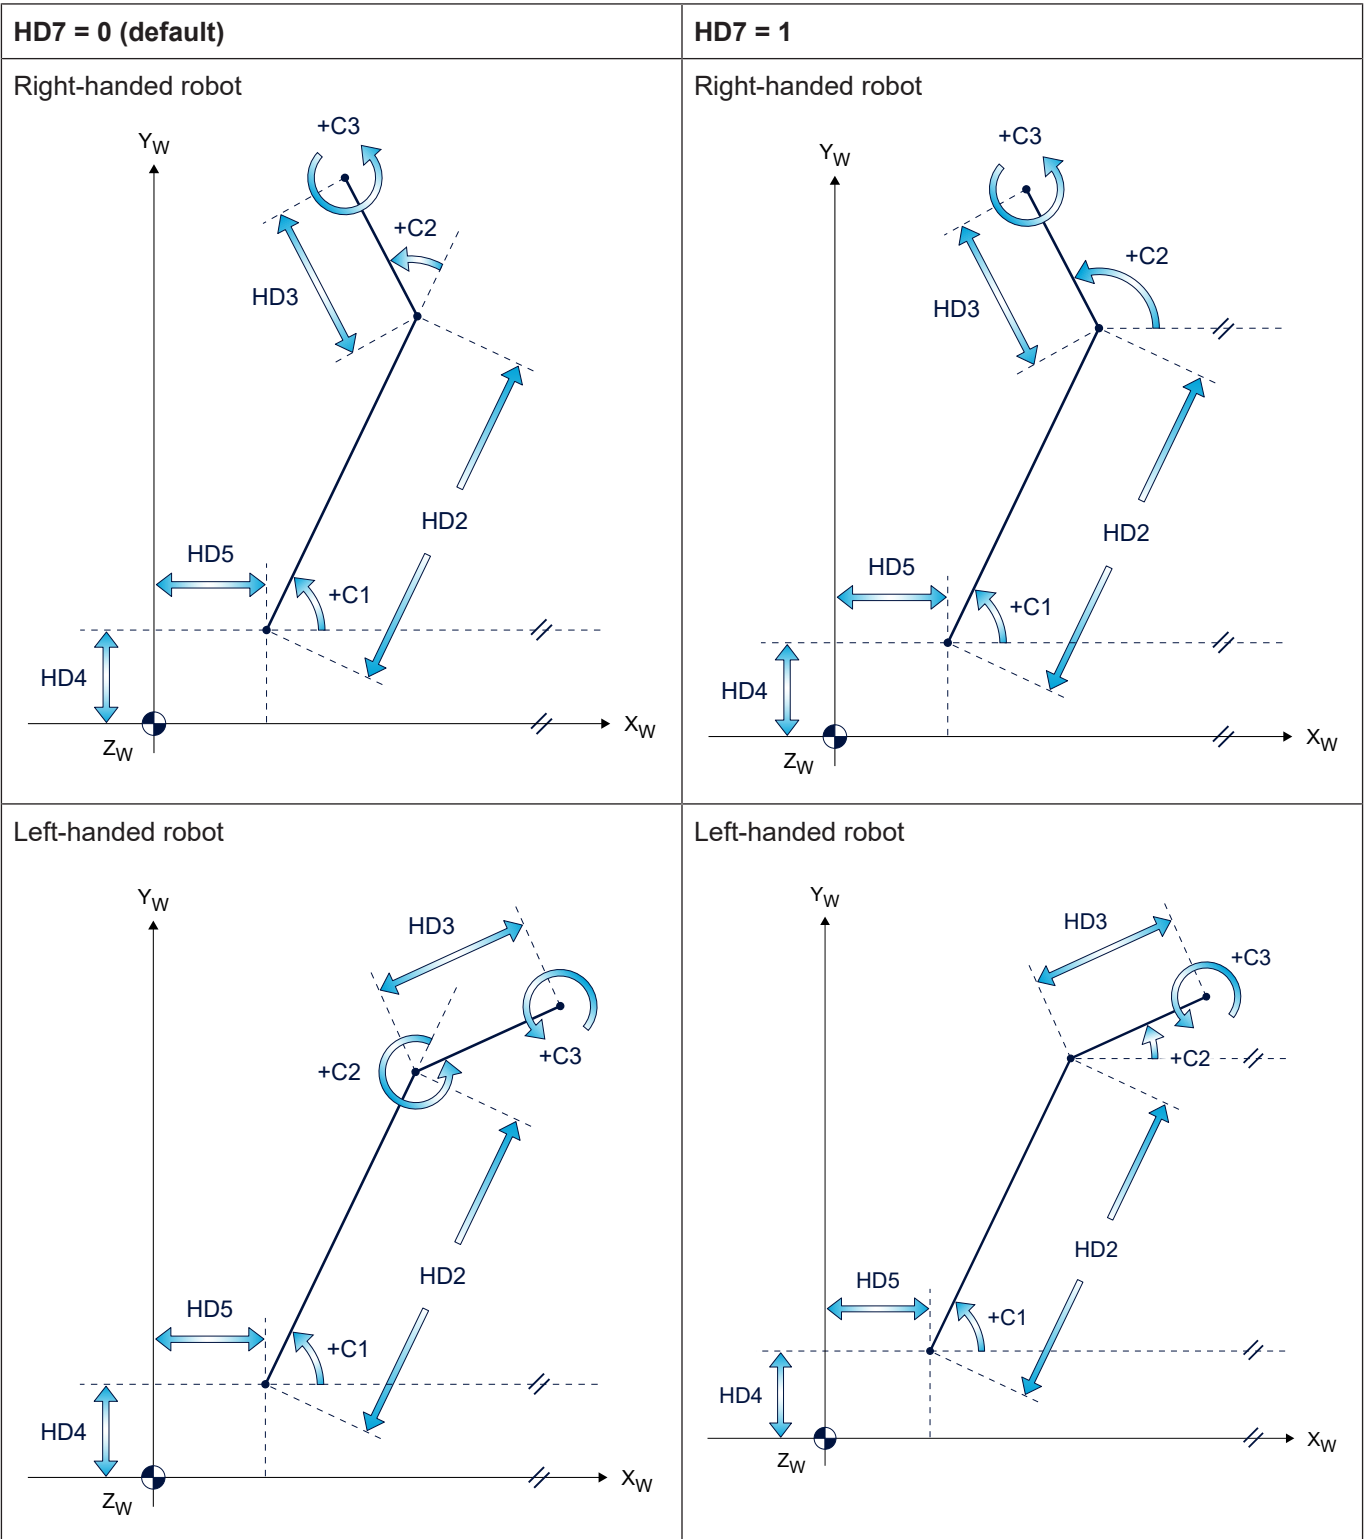 HD7 = 0 (default)
HD7 = 1
Right-handed robot
+C3
YW
+C2
HD3
HD2
HD5
+C1
HD4
XW
ZW
Right-handed robot
+C3
YW
+C2
HD3
HD2
HD5
+C1
HD4
XW
ZW
Left-handed robot
YW
HD3
+C3
+C2
HD2
HD5
+C1
HD4
XW
ZW
Left-handed robot
YW
HD3
+C3
+C2
HD2
HD5
+C1
HD4
XW
ZW